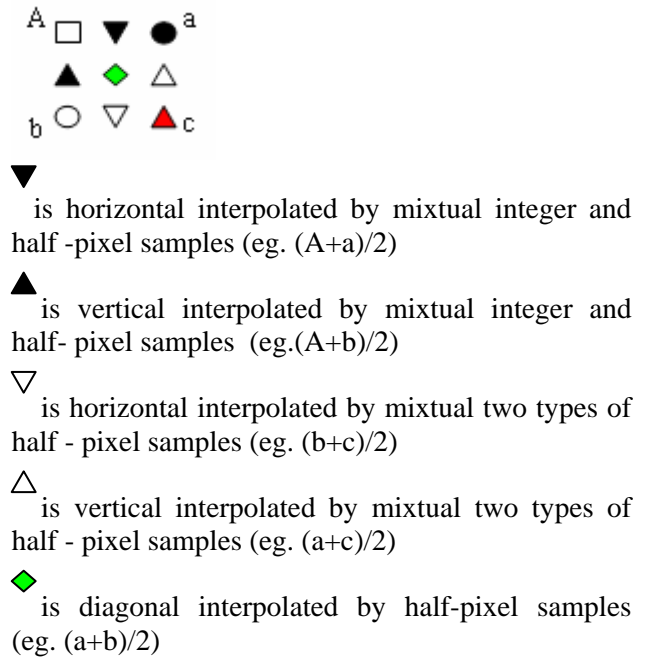 A a
b c
is horizontal interpolated by mixtual integer and
half -pixel samples (eg. (A+a)/2)
is vertical interpolated by mixtual integer and
half- pixel samples (eg.(A+b)/2)
is horizontal interpolated by mixtual two types of
half - pixel samples (eg. (b+c)/2)
is vertical interpolated by mixtual two types of
half - pixel samples (eg. (a+c)/2)
is diagonal interpolated by half-pixel samples
(eg. (a+b)/2)